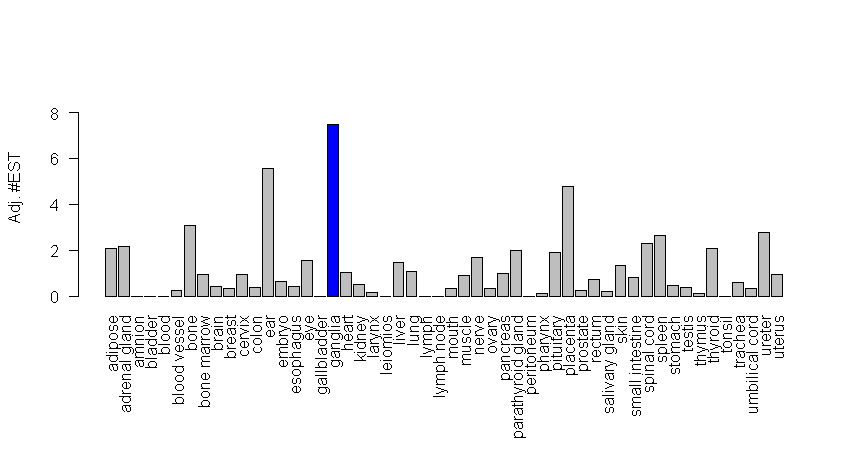 Adj. #EST
8
6
4
2
0
adipose
adrenal gland
amnion
bladder
blood
blood vessel
bone
bone marrow
brain
breast
cervix
colon
ear
embryo
esophagus
eye
gallbladder
ganglia
heart
kidney
larynx
leiomios
liver
lung
lymph
lymph node
mouth
muscle
nerve
ovary
pancreas
parathyroid gland
peritoneum
pharynx
pituitary
placenta
prostate
rectum
salivary gland
skin
small intestine
spinal cord
spleen
stomach
testis
thymus
thyroid
tonsil
trachea
umbilical cord
ureter
uterus